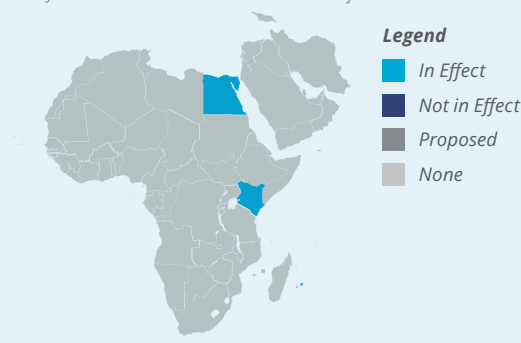 Legend
In Effect
Not in Effect
Proposed
None